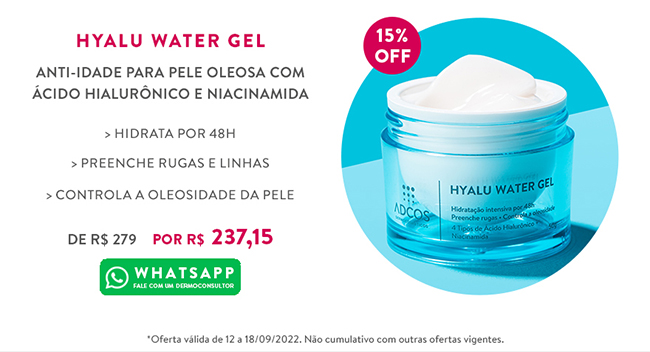 HYALU WATER GEL
ANTI-IDADE PARA PELE OLEOSA COM
ÁCIDO HIALURÔNICO E NIACINAMIDA
> HIDRATA POR 48H
> PREENCHE RUGAS E LINHAS
> CONTROLA A OLEOSIDADE DA PELE
DE R$ 279 POR R$ 237,15
WHATSAPP
FALE COM UM DERMOCONSULTOR
15%
OFF
HYALU WATER GEL
ADCOS
Hidratação intensiva por 48h
Preenche rugas • Controla a oleosidade
4 Tipos de Ácido Hialurônico
Niacinamida
*Oferta válida de 12 a 18/09/2022. Não cumulativo com outras ofertas vigentes.